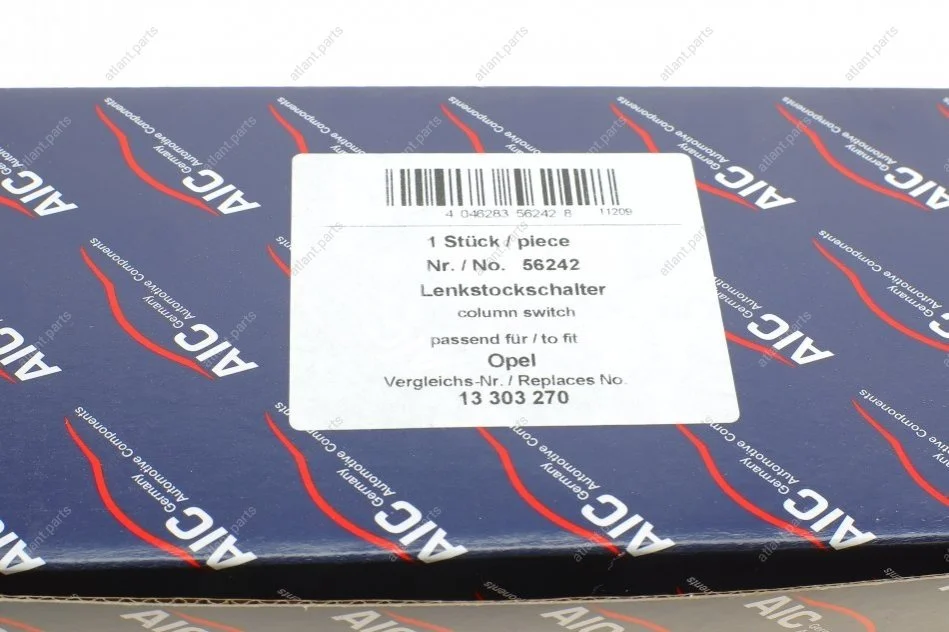 4 046283 56242 8 11209
1 Stück / piece
Nr. / No. 56242
Lenkstockschalter
column switch
passend für / to fit
Opel
Vergleichs-Nr. / Replaces No.
13 303 270
AIC Germany
Automotive Components
atlant.parts